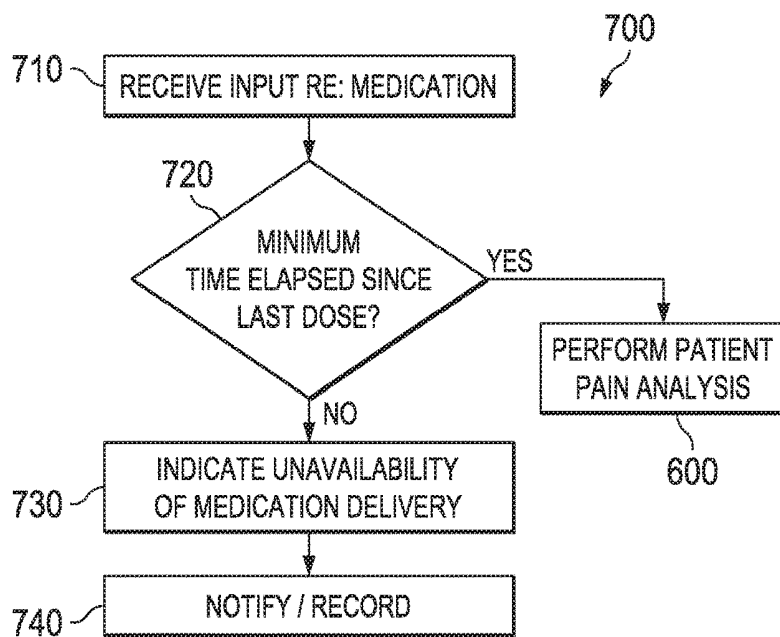 700
710
RECEIVE INPUT RE: MEDICATION
720
MINIMUM
TIME ELAPSED SINCE
LAST DOSE?
YES
PERFORM PATIENT
PAIN ANALYSIS
600
NO
730
INDICATE UNAVAILABILITY
OF MEDICATION DELIVERY
740
NOTIFY / RECORD